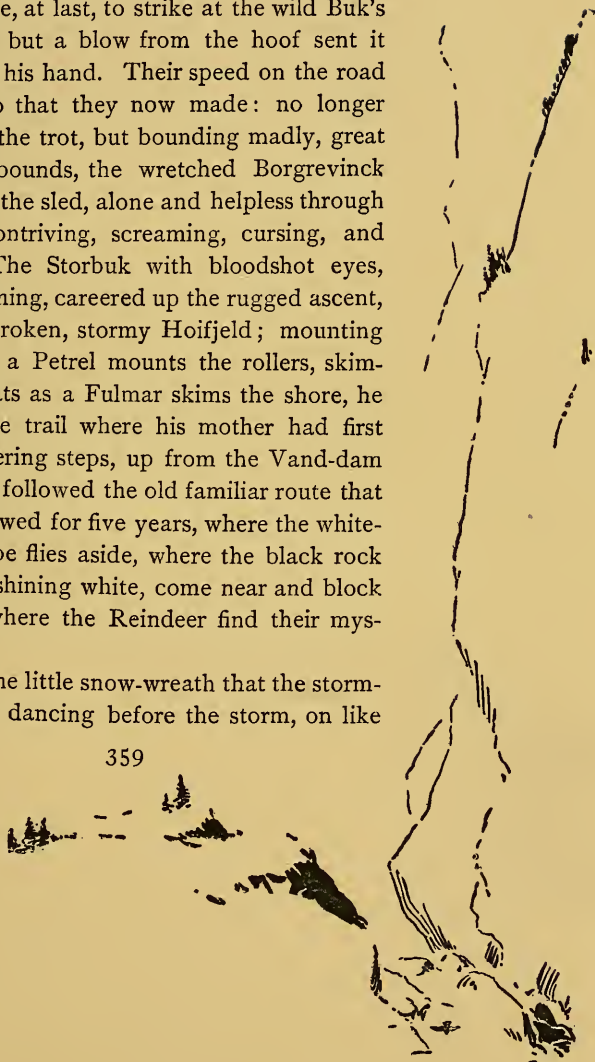 e, at last, to strike at the wild Buk's
but a blow from the hoof sent it
his hand. Their speed on the road
o that they now made: no longer
the trot, but bounding madly, great
bounds, the wretched Borgrevinck
the sled, alone and helpless through
ontriving, screaming, cursing, and
The Storbuk with bloodshot eyes,
ning, careered up the rugged ascent,
roken, stormy Hoifjeld; mounting
a Petrel mounts the rollers, skim-
ts as a Fulmar skims the shore, he
e trail where his mother had first
ering steps, up from the Vand-dam
followed the old familiar route that
wed for five years, where the white-
pe flies aside, where the black rock
shining white, come near and block
where the Reindeer find their mys-
he little snow-wreath that the storm-
dancing before the storm, on like
359